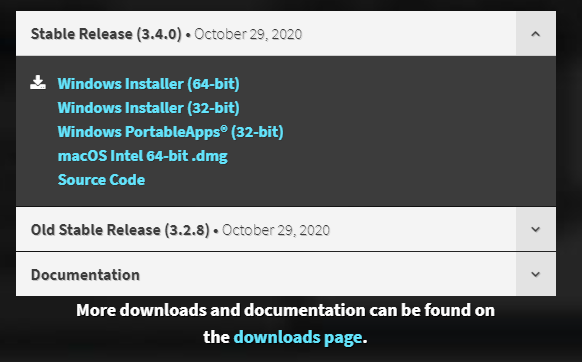 Stable Release (3.4.0) • October 29, 2020
Windows Installer (64-bit)
Windows Installer (32-bit)
Windows PortableApps® (32-bit)
macOS Intel 64-bit .dmg
Source Code
Old Stable Release (3.2.8) • October 29, 2020
Documentation
More downloads and documentation can be found on
the downloads page.